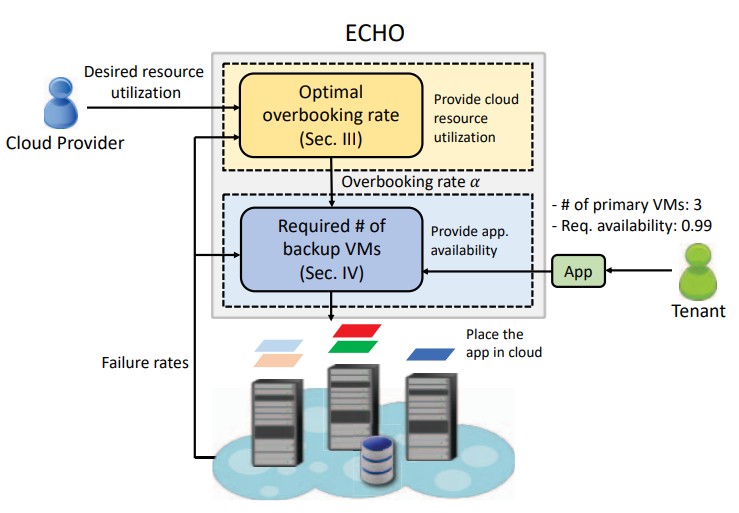 ECHO
Desired resource
utilization
Cloud Provider
Optimal
overbooking rate
(Sec. III)
Provide cloud
resource
utilization
Overbooking rate α
Required # of
backup VMs
(Sec. IV)
Provide app.
availability
- # of primary VMs: 3
- Req. availability: 0.99
App
Tenant
Place the
app in cloud
Failure rates